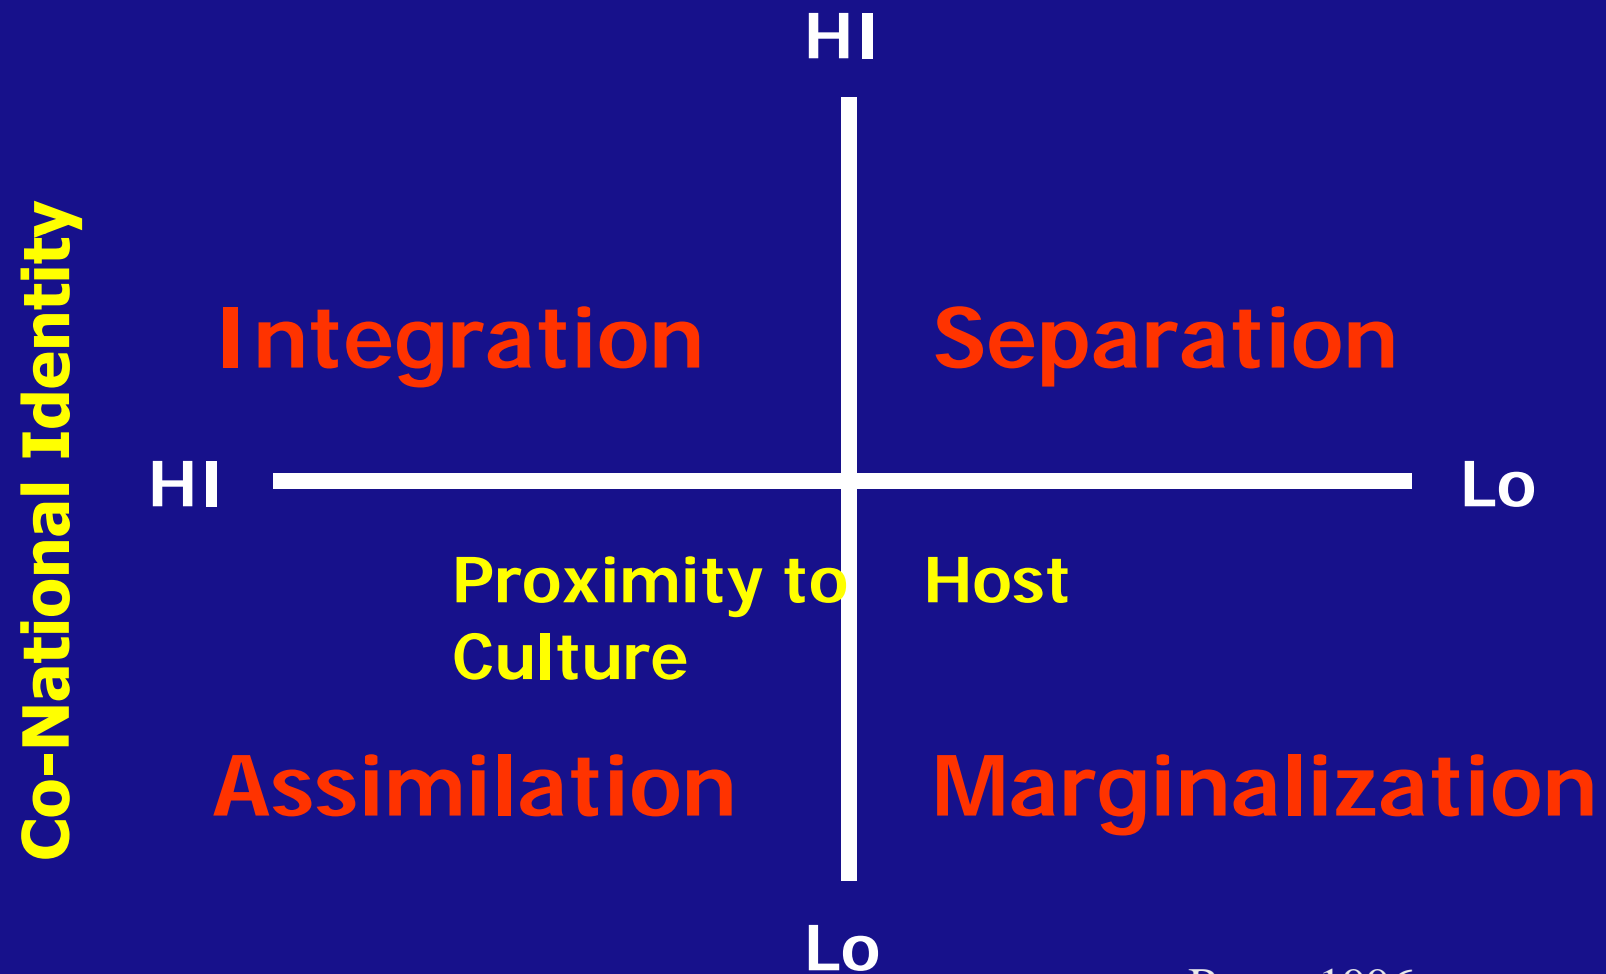 HI
Co-National Identity
Integration
Separation
HI
Lo
Proximity to Host
Culture
Assimilation
Marginalization
Lo